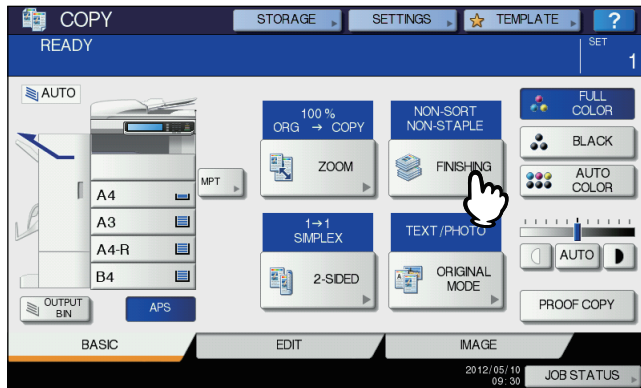 COPY
STORAGE
SETTINGS
TEMPLATE
?
READY
SET
1
AUTO
100 %
ORG → COPY
NON-SORT
NON-STAPLE
FULL
COLOR
ZOOM
FINISHING
BLACK
MPT
AUTO
COLOR
A4
A3
A4-R
B4
1→1
SIMPLEX
TEXT/PHOTO
2-SIDED
ORIGINAL
MODE
AUTO
OUTPUT
BIN
APS
PROOF COPY
BASIC
EDIT
IMAGE
2012/05/10
09:30
JOB STATUS